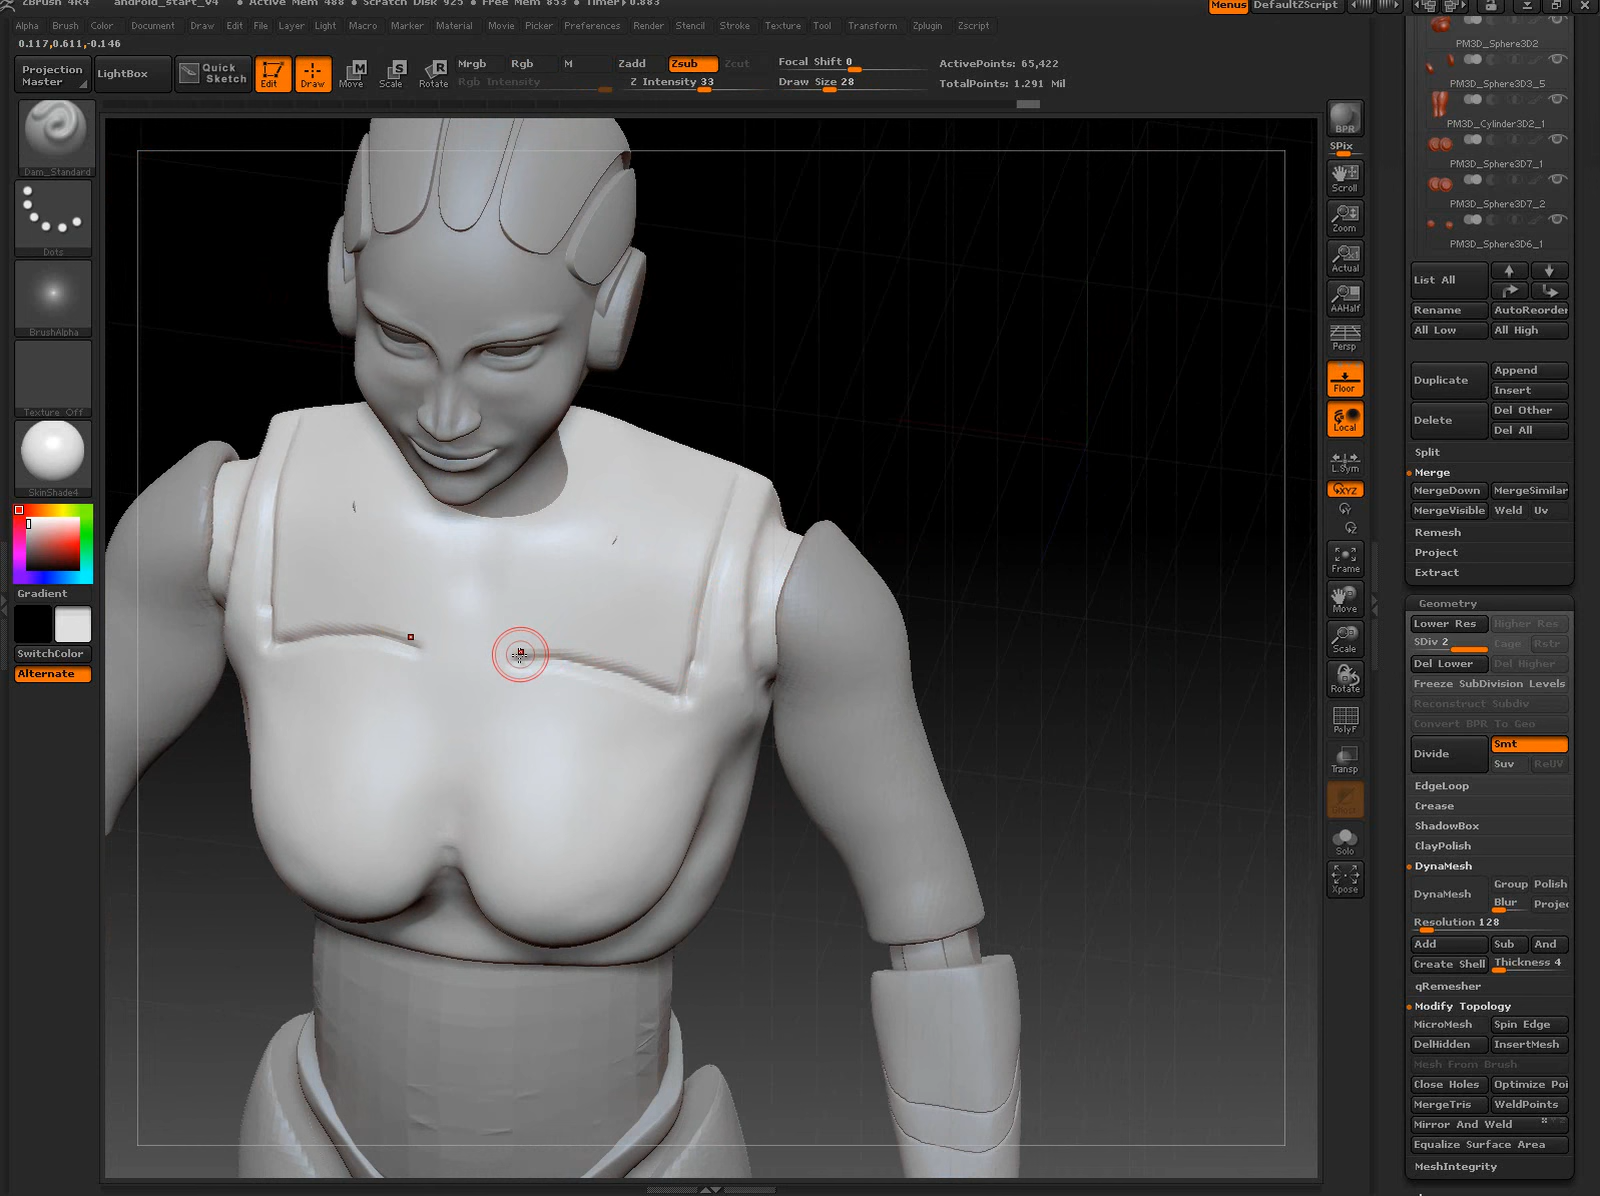 ZBrush 4R4 android_start_v4 • Active Mem 488 • Scratch Disk 925 • Free Mem 853 • Timer▸0.883 Menus DefaultZScript
Alpha Brush Color Document Draw Edit File Layer Light Macro Marker Material Movie Picker Preferences Render Stencil Stroke Texture Tool Transform Zplugin Zscript
0.117,0.611,-0.146
Projection Master
LightBox
Quick Sketch
Edit
Draw
Move
Scale
Rotate
Mrgb Rgb M
Rgb Intensity
Zadd Zsub Zcut
Z Intensity 33
Focal Shift 0
Draw Size 28
ActivePoints: 65,422
TotalPoints: 1.291 Mil
Dam_Standard
Dots
BrushAlpha
Texture Off
SkinShade4
Gradient
SwitchColor
Alternate
BPR
SPix
Scroll
Zoom
Actual
AAHalf
Persp
Floor
Local
L.Sym
XYZ
Frame
Move
Scale
Rotate
PolyF
Transp
Solo
Xpose
PM3D_Sphere3D2
PM3D_Sphere3D3_5
PM3D_Cylinder3D2_1
PM3D_Sphere3D7_1
PM3D_Sphere3D7_2
PM3D_Sphere3D6_1
List All
Rename AutoReorder
All Low All High
Duplicate Append
Insert
Delete Del Other
Del All
Split
Merge
MergeDown MergeSimilar
MergeVisible Weld Uv
Remesh
Project
Extract
Geometry
Lower Res Higher Res
SDiv 2 Cage Rstr
Del Lower Del Higher
Freeze SubDivision Levels
Reconstruct Subdiv
Convert BPR To Geo
Divide Smt
Suv ReUV
EdgeLoop
Crease
ShadowBox
ClayPolish
DynaMesh
DynaMesh Group Polish
Blur Projec
Resolution 128
Add Sub And
Create Shell Thickness 4
qRemesher
Modify Topology
MicroMesh Spin Edge
DelHidden InsertMesh
Mesh From Brush
Close Holes Optimize Poi
MergeTris WeldPoints
Mirror And Weld
Equalize Surface Area
MeshIntegrity